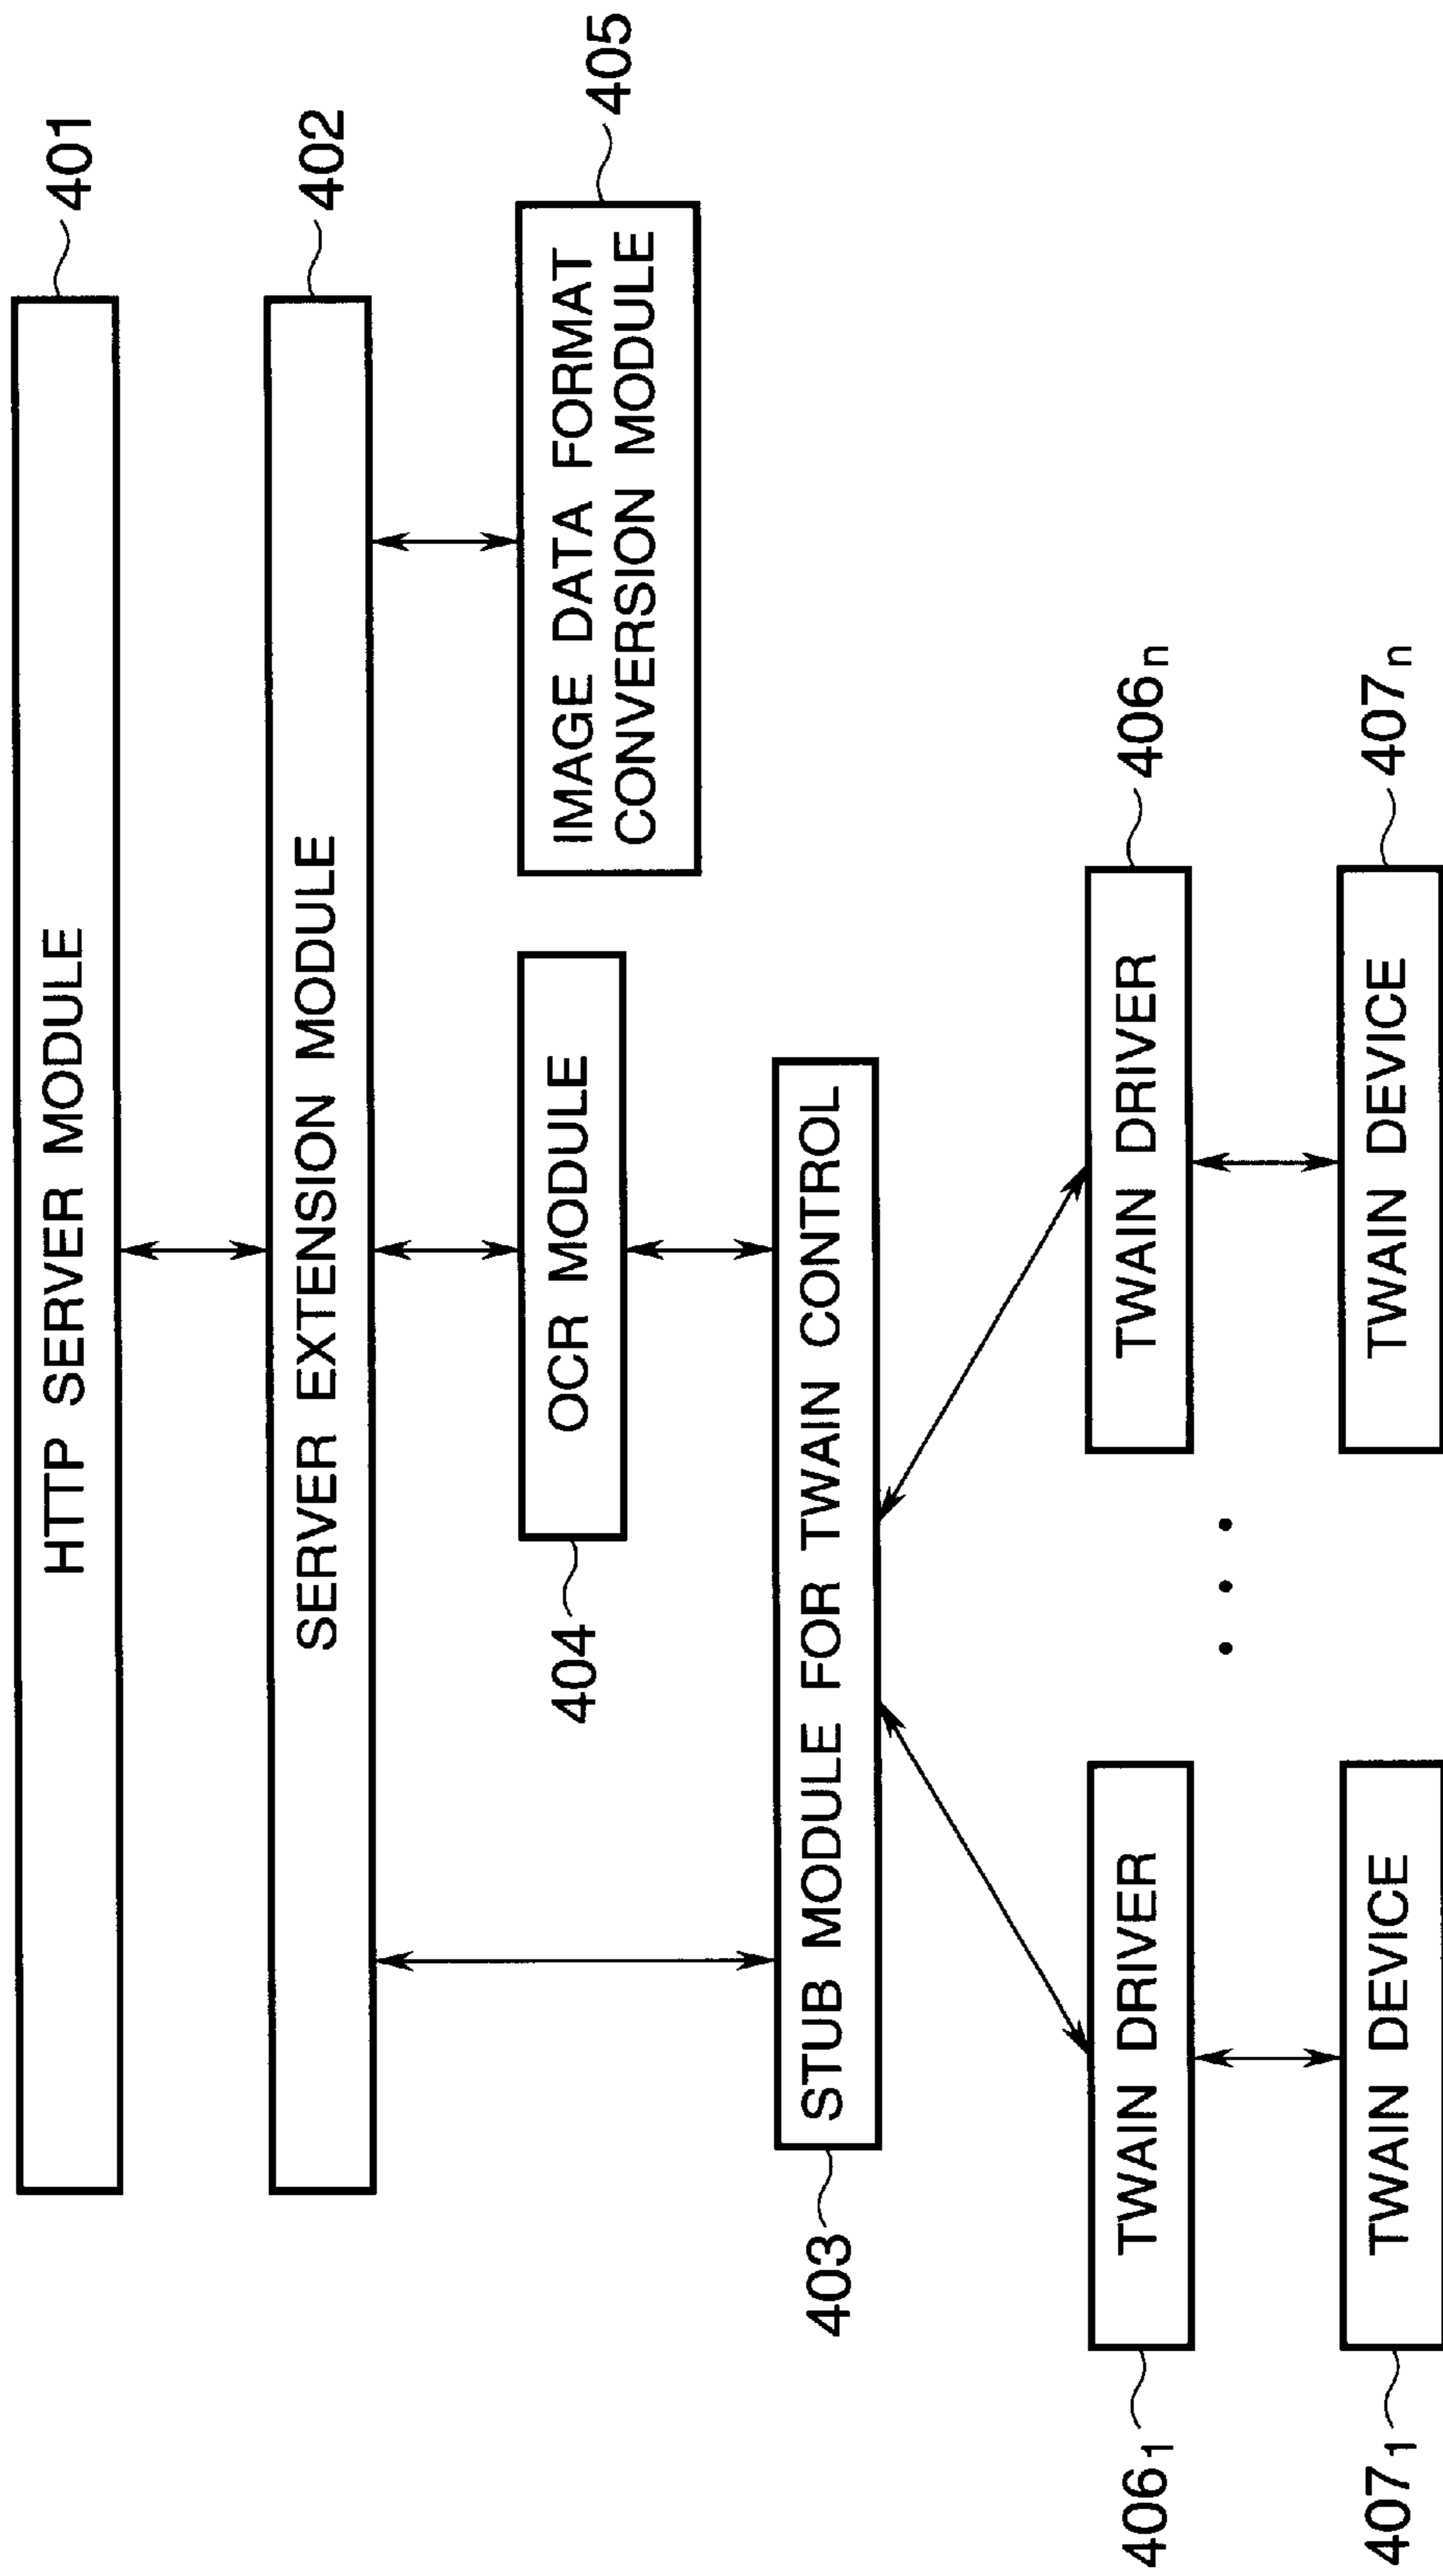 HTTP SERVER MODULE
401
SERVER EXTENSION MODULE
402
404
OCR MODULE
IMAGE DATA FORMAT
CONVERSION MODULE
405
403
STUB MODULE FOR TWAIN CONTROL
406₁
TWAIN DRIVER
• • •
TWAIN DRIVER
406ₙ
407₁
TWAIN DEVICE
TWAIN DEVICE
407ₙ